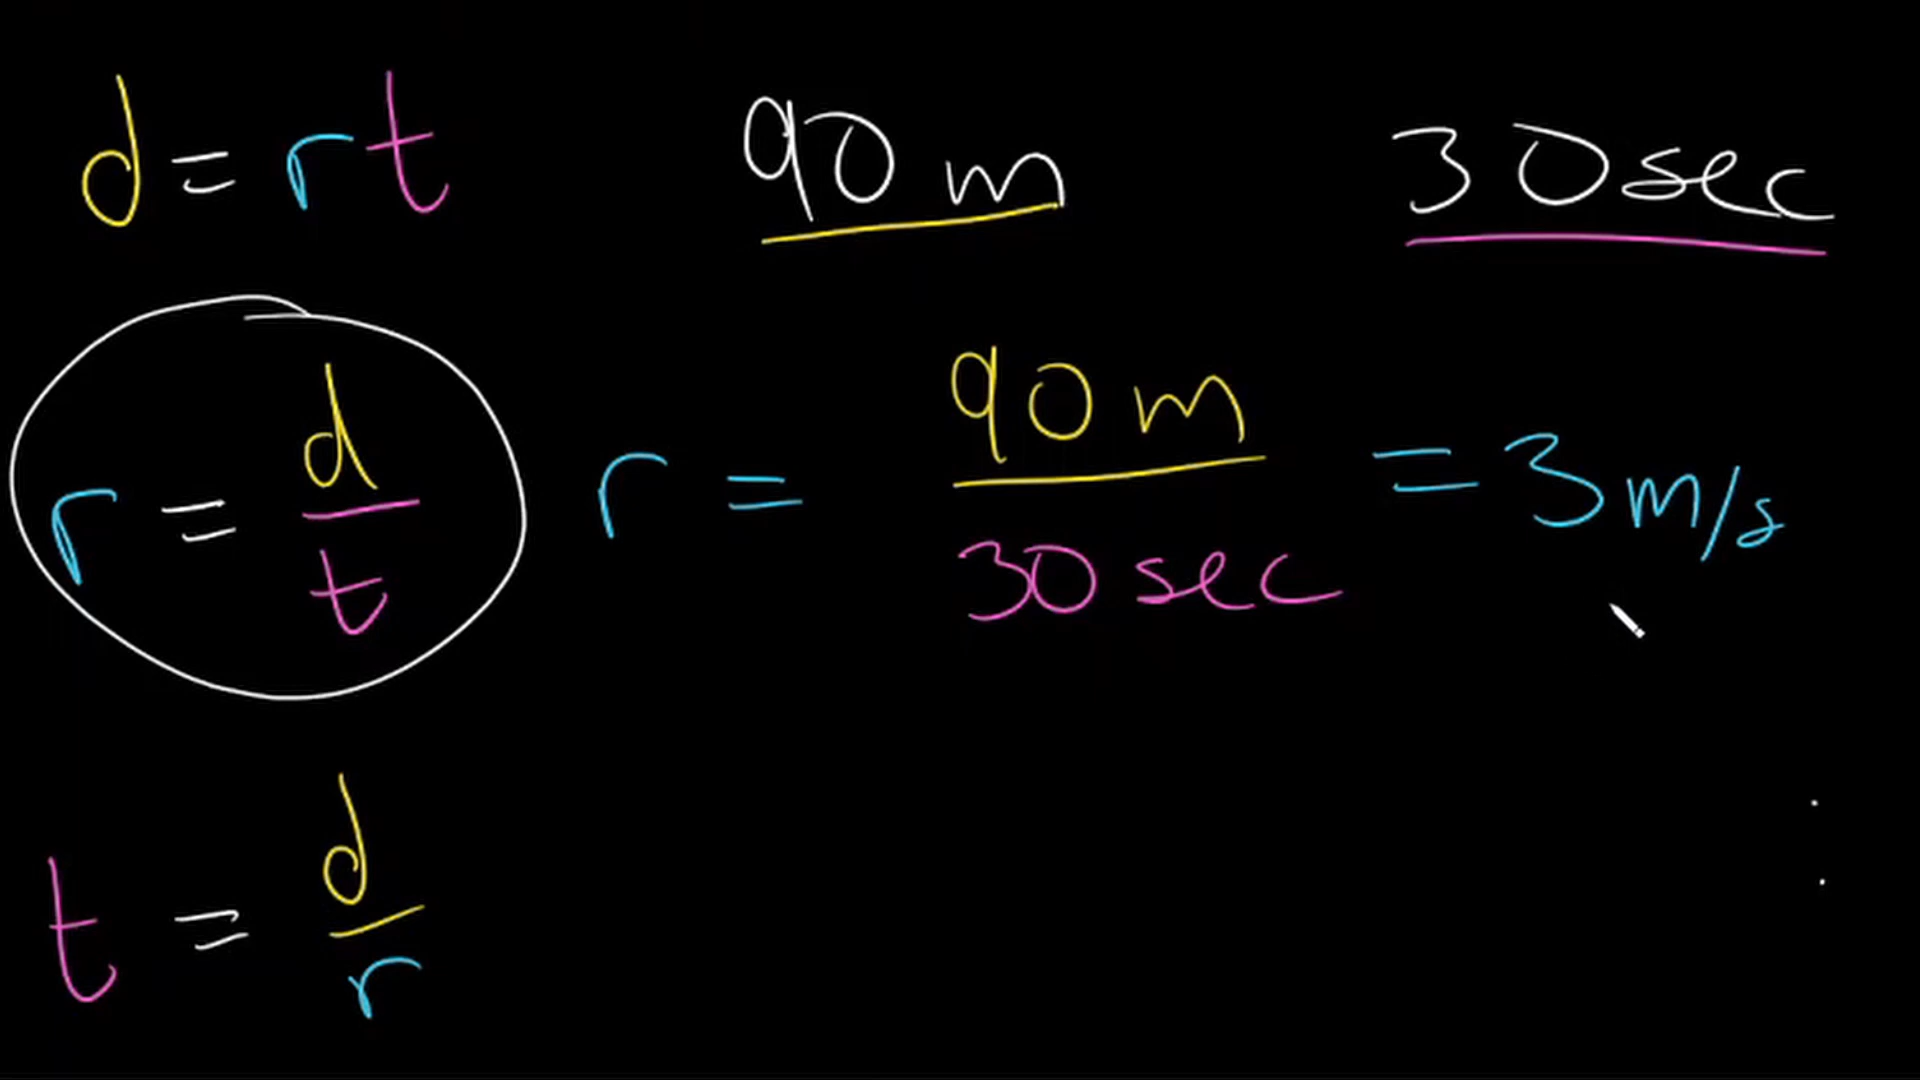 d = rt 90 m 30 sec
r = d/t r = 90 m/30 sec = 3 m/s
t = d/r